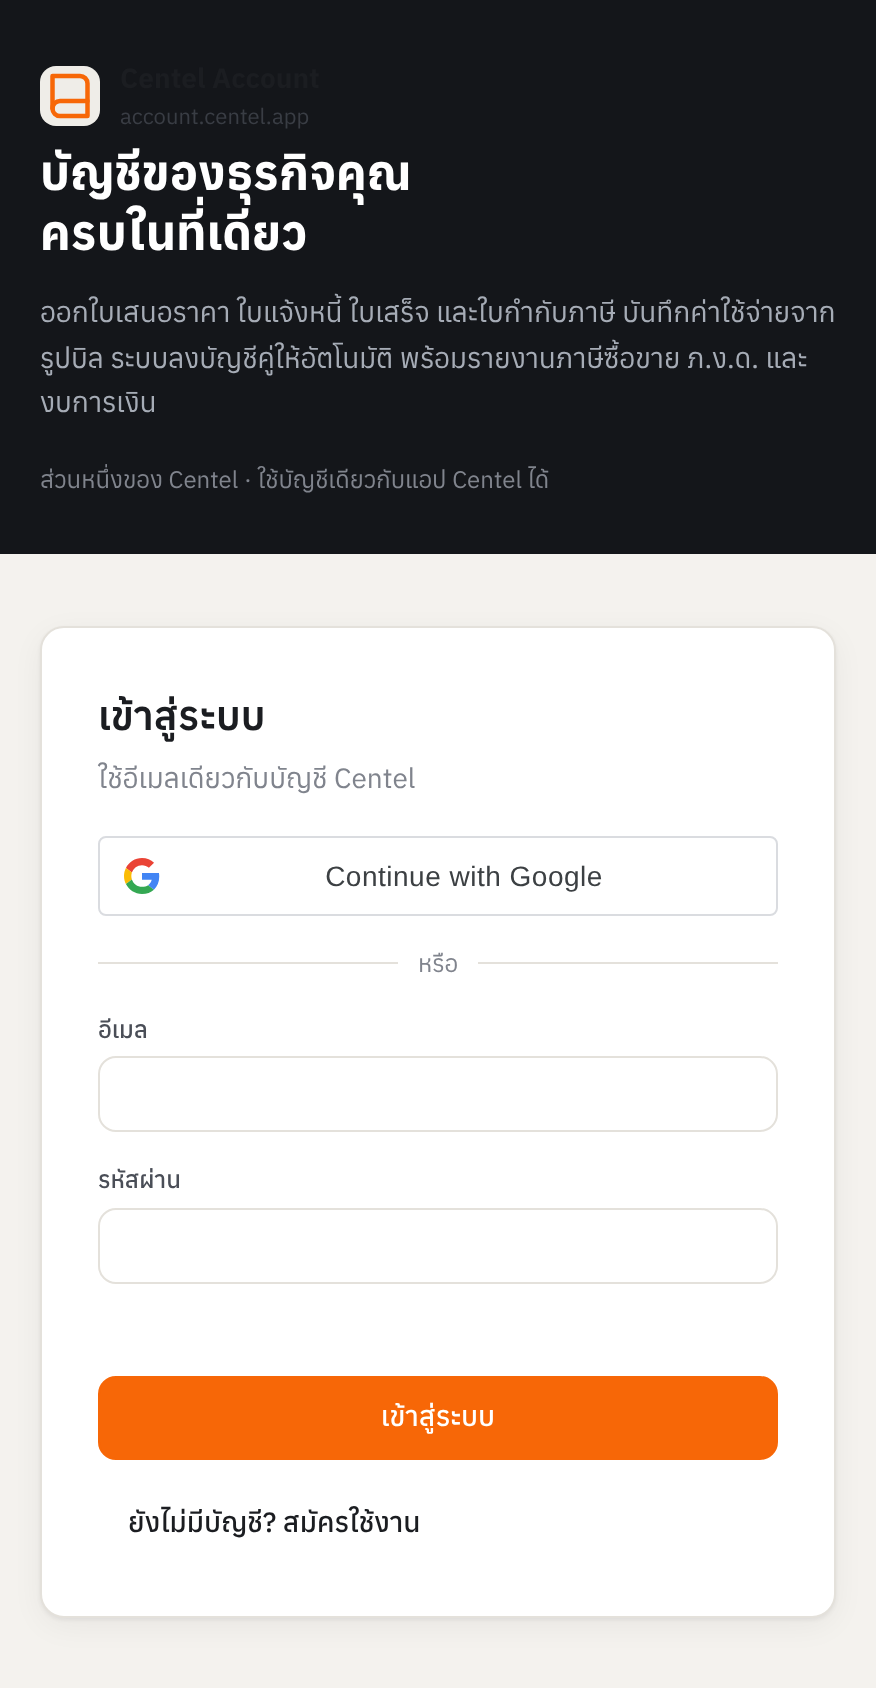 Centel Account
account.centel.app
บัญชีของธุรกิจคุณ
ครบในที่เดียว
ออกใบเสนอราคา ใบแจ้งหนี้ ใบเสร็จ และใบกำกับภาษี บันทึกค่าใช้จ่ายจาก
รูปบิล ระบบลงบัญชีคู่ให้อัตโนมัติ พร้อมรายงานภาษีซื้อขาย ภ.ง.ด. และ
งบการเงิน
ส่วนหนึ่งของ Centel · ใช้บัญชีเดียวกับแอป Centel ได้
เข้าสู่ระบบ
ใช้อีเมลเดียวกับบัญชี Centel
Continue with Google
หรือ
อีเมล
รหัสผ่าน
เข้าสู่ระบบ
ยังไม่มีบัญชี? สมัครใช้งาน